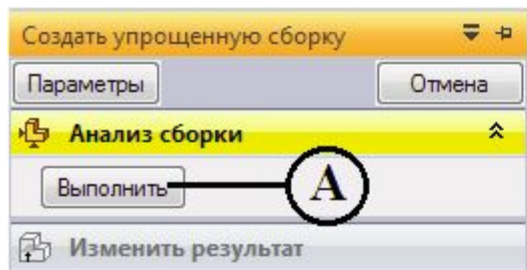 Создать упрощенную сборку
Параметры Отмена
Анализ сборки
Выполнить A
Изменить результат